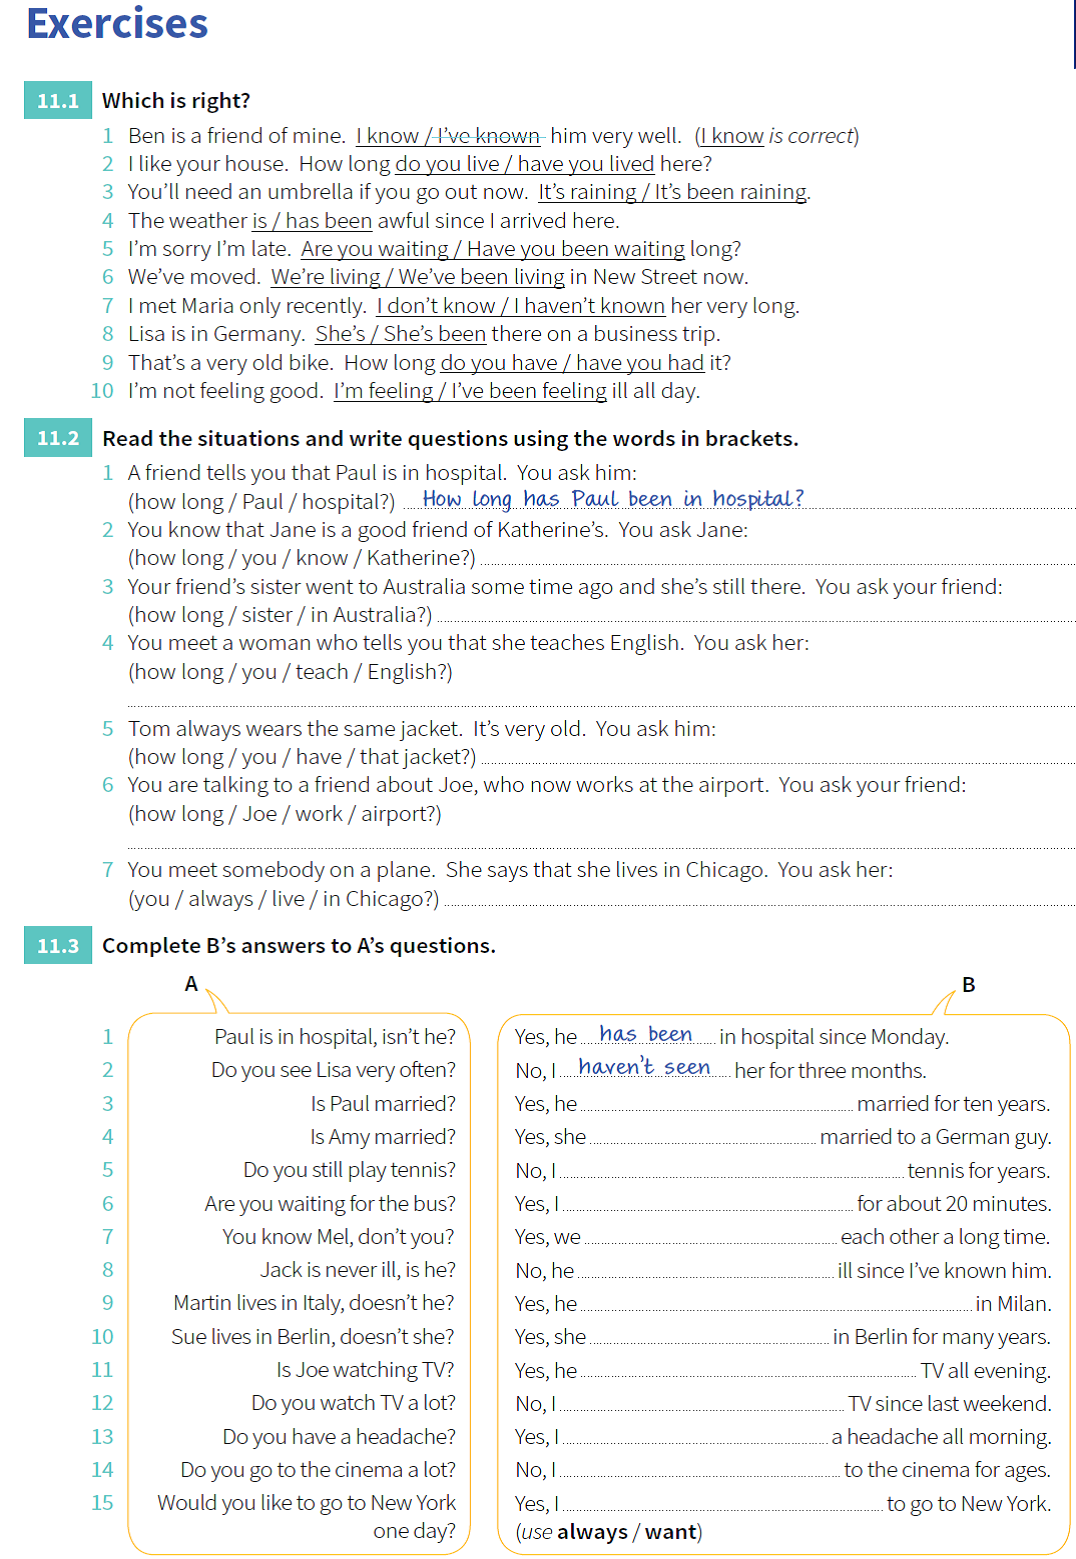 Exercises
11.1 Which is right?
1 Ben is a friend of mine. I know / I've known him very well. (I know is correct)
2 I like your house. How long do you live / have you lived here?
3 You'll need an umbrella if you go out now. It's raining / It's been raining.
4 The weather is / has been awful since I arrived here.
5 I'm sorry I'm late. Are you waiting / Have you been waiting long?
6 We've moved. We're living / We've been living in New Street now.
7 I met Maria only recently. I don't know / I haven't known her very long.
8 Lisa is in Germany. She's / She's been there on a business trip.
9 That's a very old bike. How long do you have / have you had it?
10 I'm not feeling good. I'm feeling / I've been feeling ill all day.
11.2 Read the situations and write questions using the words in brackets.
1 A friend tells you that Paul is in hospital. You ask him:
(how long / Paul / hospital?) How long has Paul been in hospital?
2 You know that Jane is a good friend of Katherine's. You ask Jane:
(how long / you / know / Katherine?)
3 Your friend's sister went to Australia some time ago and she's still there. You ask your friend:
(how long / sister / in Australia?)
4 You meet a woman who tells you that she teaches English. You ask her:
(how long / you / teach / English?)
5 Tom always wears the same jacket. It's very old. You ask him:
(how long / you / have / that jacket?)
6 You are talking to a friend about Joe, who now works at the airport. You ask your friend:
(how long / Joe / work / airport?)
7 You meet somebody on a plane. She says that she lives in Chicago. You ask her:
(you / always / live / in Chicago?)
11.3 Complete B's answers to A's questions.
A B
1 Paul is in hospital, isn't he? Yes, he has been in hospital since Monday.
2 Do you see Lisa very often? No, I haven't seen her for three months.
3 Is Paul married? Yes, he married for ten years.
4 Is Amy married? Yes, she married to a German guy.
5 Do you still play tennis? No, I tennis for years.
6 Are you waiting for the bus? Yes, I for about 20 minutes.
7 You know Mel, don't you? Yes, we each other a long time.
8 Jack is never ill, is he? No, he ill since I've known him.
9 Martin lives in Italy, doesn't he? Yes, he in Milan.
10 Sue lives in Berlin, doesn't she? Yes, she in Berlin for many years.
11 Is Joe watching TV? Yes, he TV all evening.
12 Do you watch TV a lot? No, I TV since last weekend.
13 Do you have a headache? Yes, I a headache all morning.
14 Do you go to the cinema a lot? No, I to the cinema for ages.
15 Would you like to go to New York Yes, I to go to New York.
one day? (use always / want)